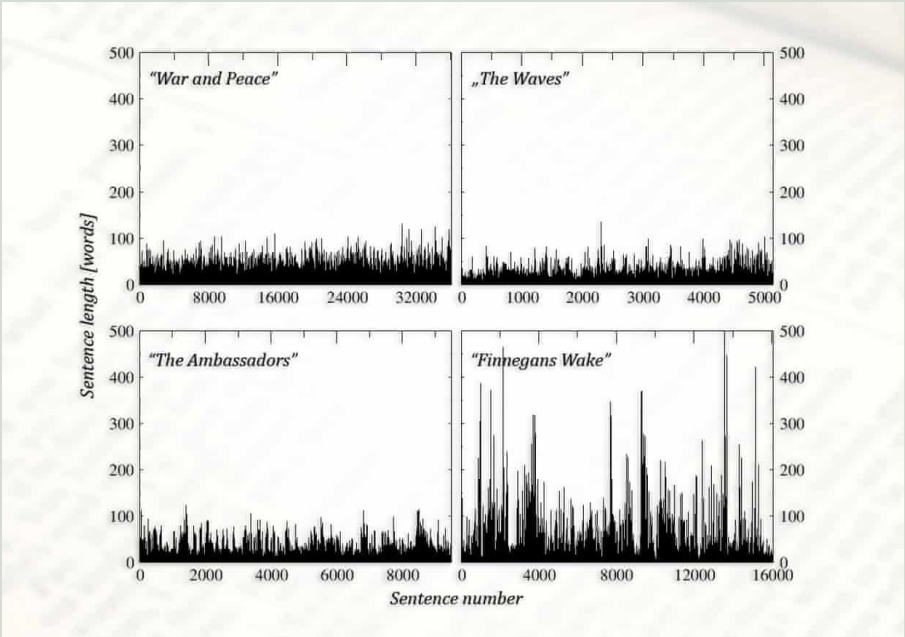 500 500
"War and Peace" „The Waves"
400 400
300 300
200 200
100 100
0 0
0 8000 16000 24000 32000 0 1000 2000 3000 4000 5000
Sentence length [words]
500
"The Ambassadors" "Finnegans Wake"
400 400
300 300
200 200
100 100
0 0
0 2000 4000 6000 8000 0 4000 8000 12000 16000
Sentence number